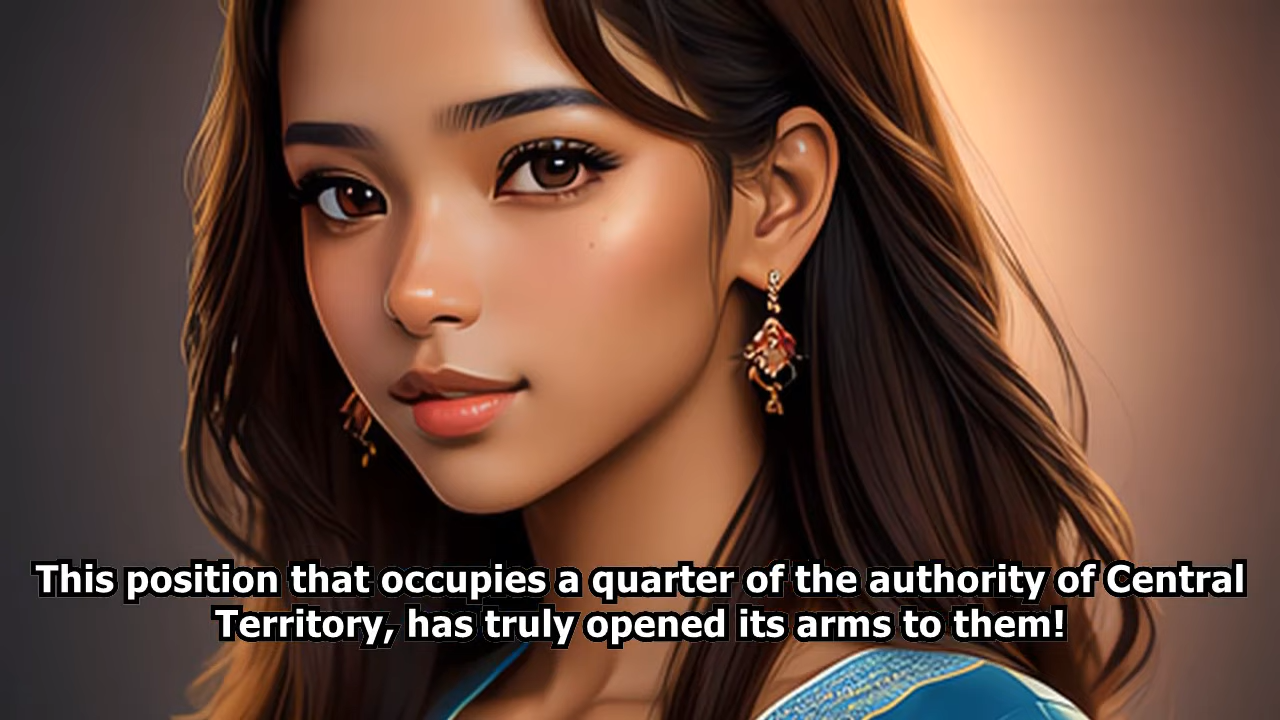 This position that occupies a quarter of the authority of Central
Territory, has truly opened its arms to them!